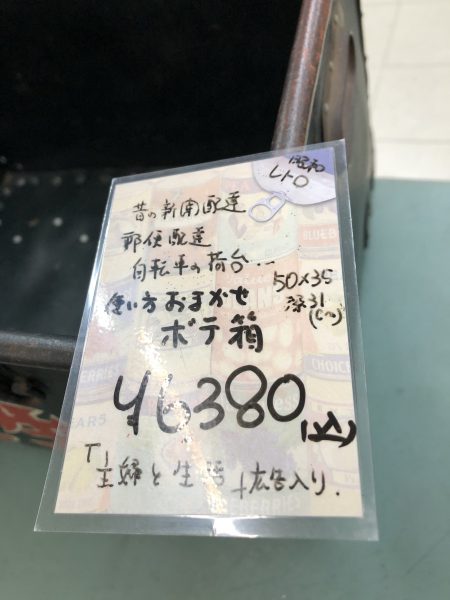 昭和
レトロ
昔の新聞配達
郵便配達
自転車の荷台...
使い方おまかせ
50×35
深31
(cm)
ボテ箱
¥6380(込)
「主婦と生活」広告入り.